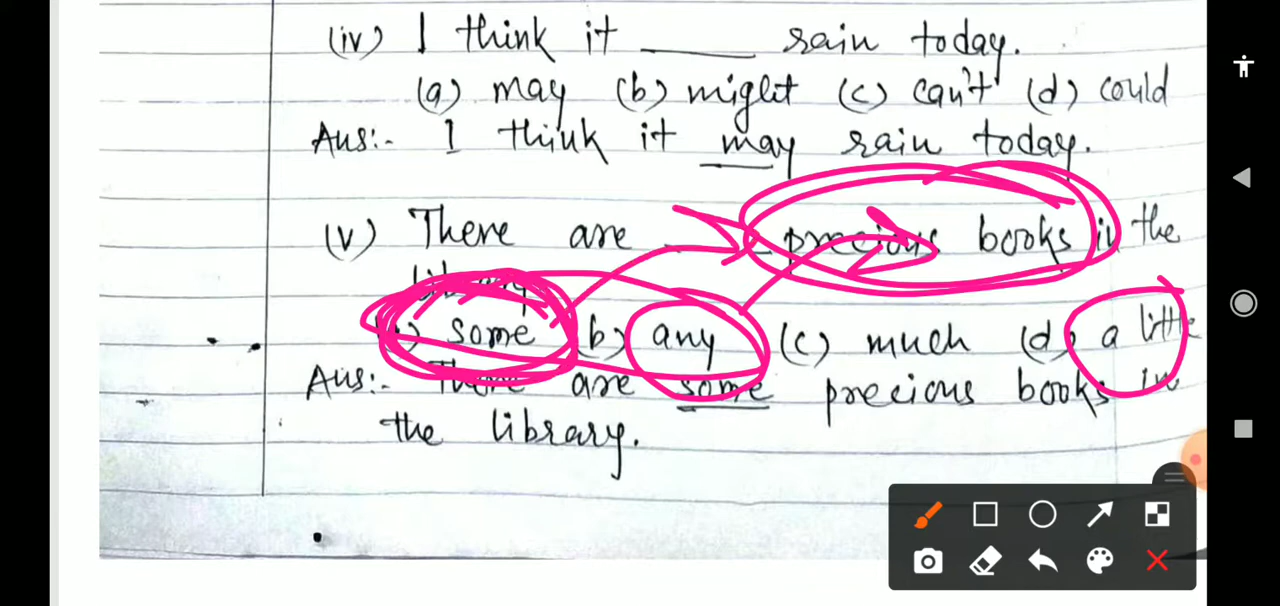 (iv) I think it ____ rain today.
(a) may (b) might (c) can't (d) could
Ans:- I think it may rain today.
(v) There are ____ precious books in the
library
(a) some (b) any (c) much (d) a little
Ans:- There are some precious books in
the library.